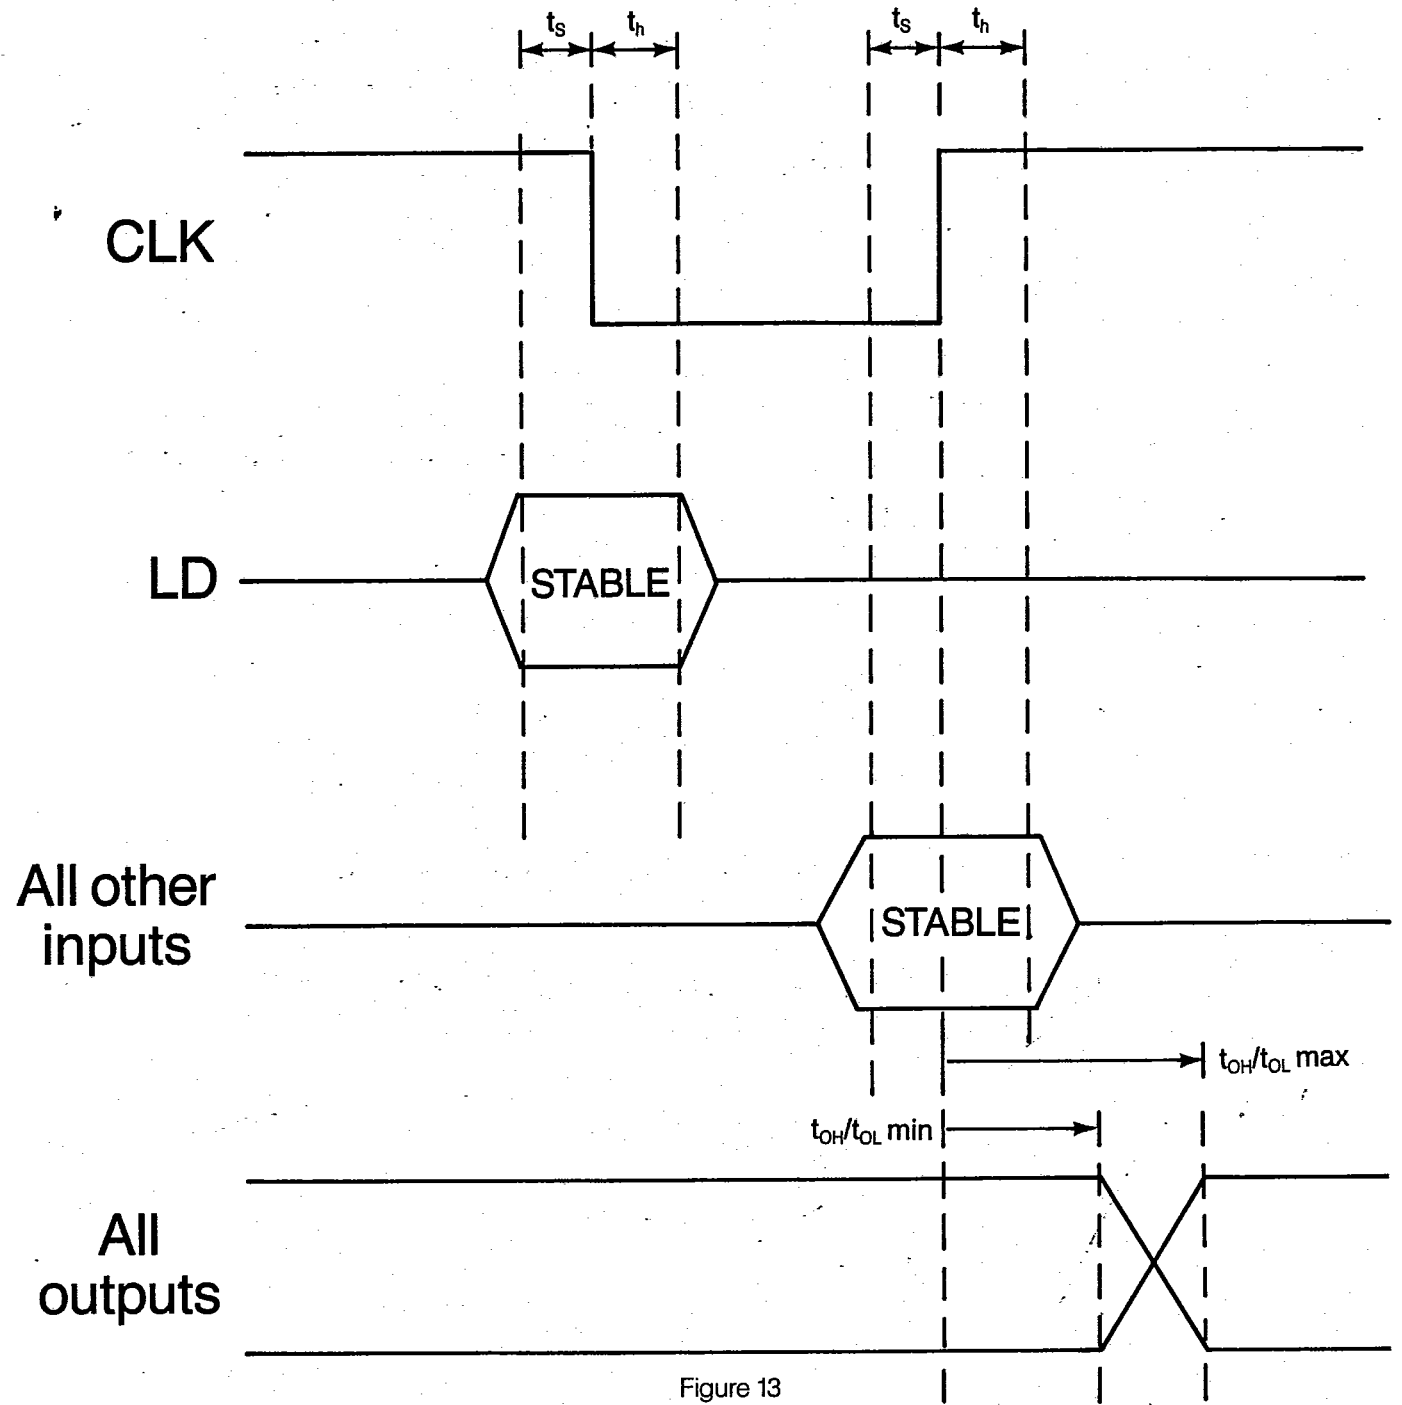 tS th tS th
CLK
LD
STABLE
All other
inputs
STABLE
tOH/tOL max
tOH/tOL min
All
outputs
Figure 13